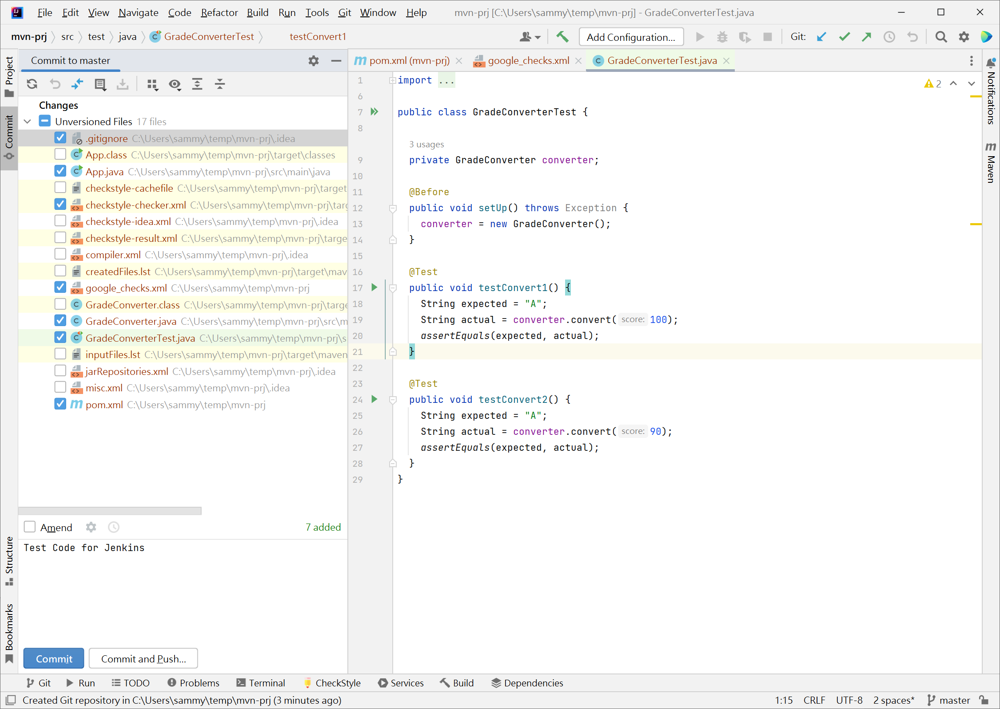 File Edit View Navigate Code Refactor Build Run Tools Git Window Help mvn-prj [C:\Users\sammy\temp\mvn-prj] - GradeConverterTest.java
mvn-prj src test java GradeConverterTest testConvert1 Add Configuration... Git:
Project
Commit
Structure
Bookmarks
Commit to master
Changes
Unversioned Files 17 files
.gitignore C:\Users\sammy\temp\mvn-prj\.idea
App.class C:\Users\sammy\temp\mvn-prj\target\classes
App.java C:\Users\sammy\temp\mvn-prj\src\main\java
checkstyle-cachefile C:\Users\sammy\temp\mvn-prj\target
checkstyle-checker.xml C:\Users\sammy\temp\mvn-prj\targ
checkstyle-idea.xml C:\Users\sammy\temp\mvn-prj\.idea
checkstyle-result.xml C:\Users\sammy\temp\mvn-prj\targe
compiler.xml C:\Users\sammy\temp\mvn-prj\.idea
createdFiles.lst C:\Users\sammy\temp\mvn-prj\target\mav
google_checks.xml C:\Users\sammy\temp\mvn-prj
GradeConverter.class C:\Users\sammy\temp\mvn-prj\targe
GradeConverter.java C:\Users\sammy\temp\mvn-prj\src\m
GradeConverterTest.java C:\Users\sammy\temp\mvn-prj\s
inputFiles.lst C:\Users\sammy\temp\mvn-prj\target\maven
jarRepositories.xml C:\Users\sammy\temp\mvn-prj\.idea
misc.xml C:\Users\sammy\temp\mvn-prj\.idea
pom.xml C:\Users\sammy\temp\mvn-prj
Amend 7 added
Test Code for Jenkins
Commit Commit and Push...
pom.xml (mvn-prj) google_checks.xml GradeConverterTest.java
1 import ...
2
6
7 public class GradeConverterTest {
8
3 usages
9 private GradeConverter converter;
10
11 @Before
12 public void setUp() throws Exception {
13 converter = new GradeConverter();
14 }
15
16 @Test
17 public void testConvert1() {
18 String expected = "A";
19 String actual = converter.convert( score: 100);
20 assertEquals(expected, actual);
21 }
22
23 @Test
24 public void testConvert2() {
25 String expected = "A";
26 String actual = converter.convert( score: 90);
27 assertEquals(expected, actual);
28 }
29 }
Notifications
Maven
Git Run TODO Problems Terminal CheckStyle Services Build Dependencies
Created Git repository in C:\Users\sammy\temp\mvn-prj (3 minutes ago) 1:15 CRLF UTF-8 2 spaces* master